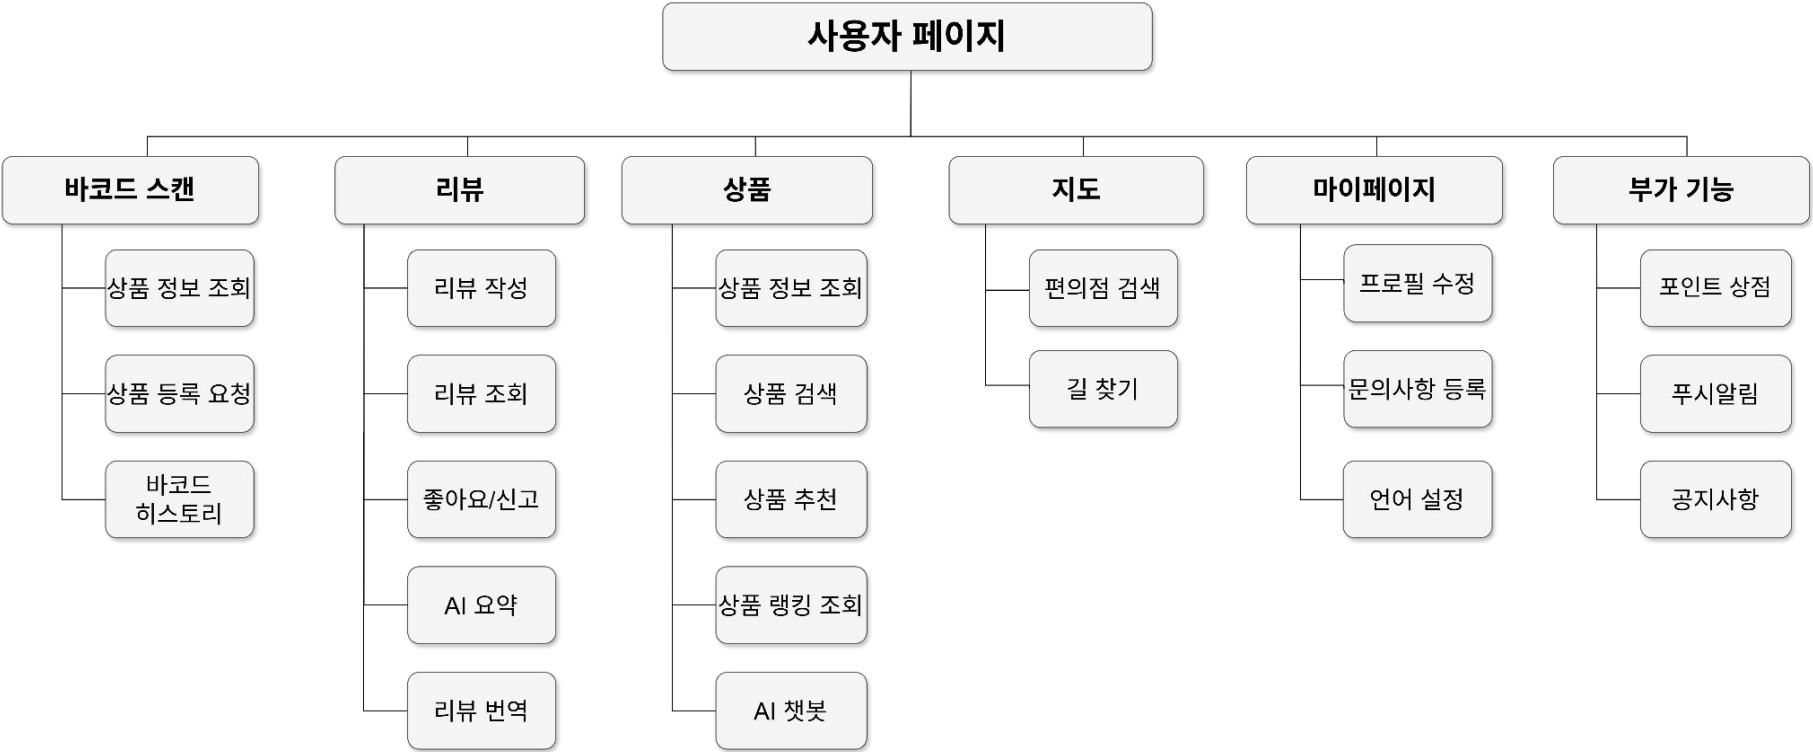 사용자 페이지
바코드 스캔
상품 정보 조회
상품 등록 요청
바코드
히스토리
리뷰
리뷰 작성
리뷰 조회
좋아요/신고
AI 요약
리뷰 번역
상품
상품 정보 조회
상품 검색
상품 추천
상품 랭킹 조회
AI 챗봇
지도
편의점 검색
길 찾기
마이페이지
프로필 수정
문의사항 등록
언어 설정
부가 기능
포인트 상점
푸시알림
공지사항